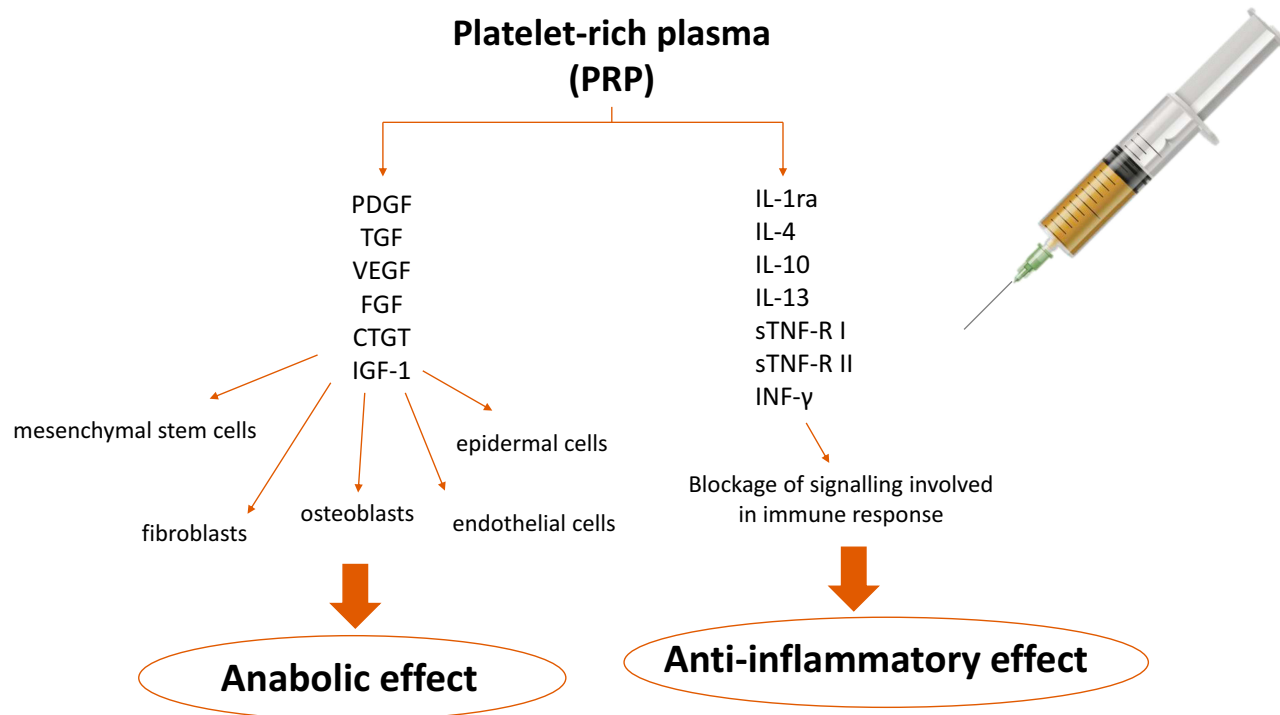 Platelet-rich plasma
(PRP)
PDGF
TGF
VEGF
FGF
CTGT
IGF-1
mesenchymal stem cells
fibroblasts
osteoblasts
endothelial cells
epidermal cells
Anabolic effect
IL-1ra
IL-4
IL-10
IL-13
sTNF-R I
sTNF-R II
INF-γ
Blockage of signalling involved
in immune response
Anti-inflammatory effect